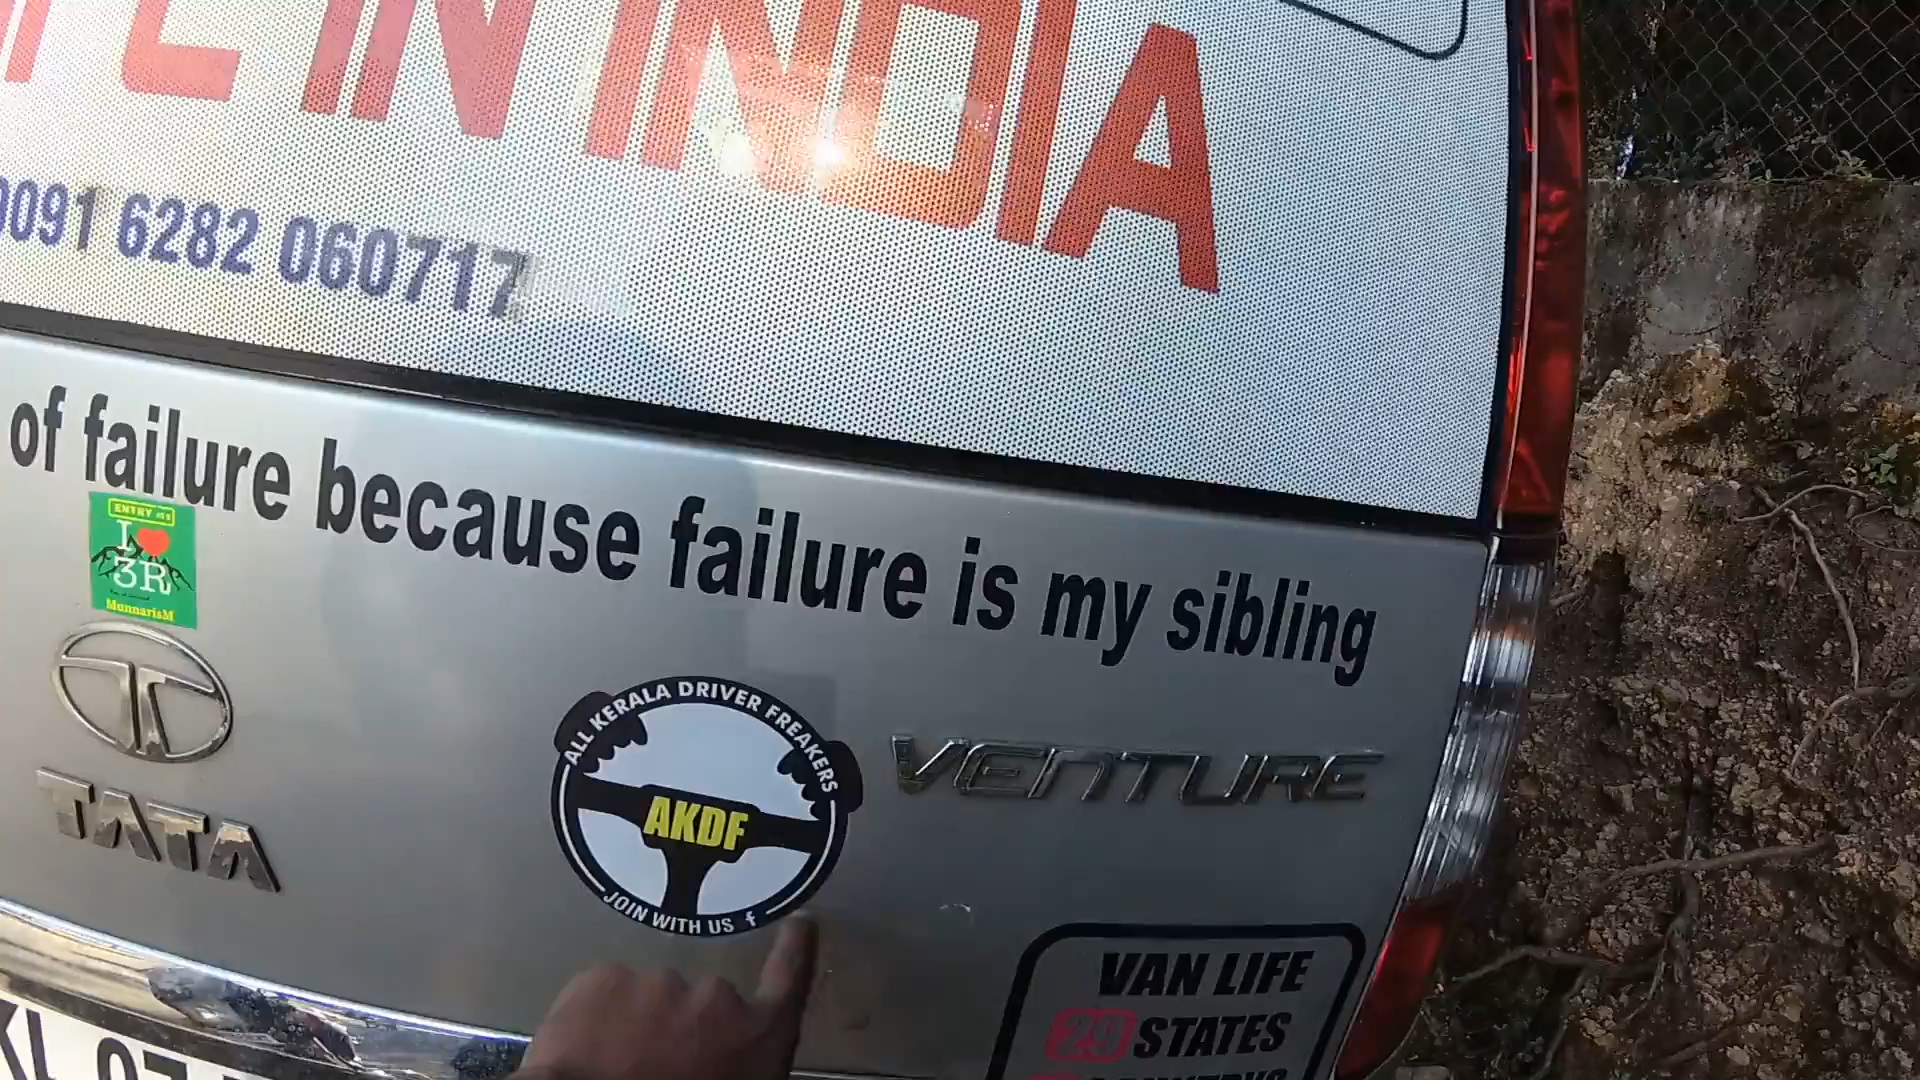 IN INDIA
0091 6282 060717
of failure because failure is my sibling
ENTRY
I ❤
3R
MunnarisM
TATA
ALL KERALA DRIVER FREAKERS
AKDF
JOIN WITH US f
VENTURE
VAN LIFE
29 STATES
KL 07